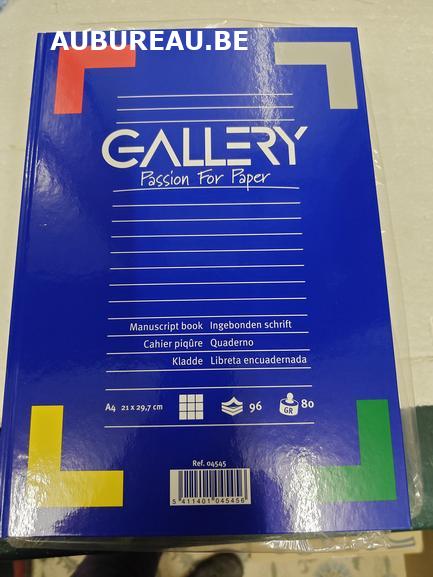 AUBUREAU.BE
GALLERY
Passion For Paper
Manuscript book Ingebonden schrift
Cahier piqûre Quaderno
Kladde Libreta encuadernada
A4 21 x 29,7 cm 96 GR 80
Ref. 04545
5 411401 045456